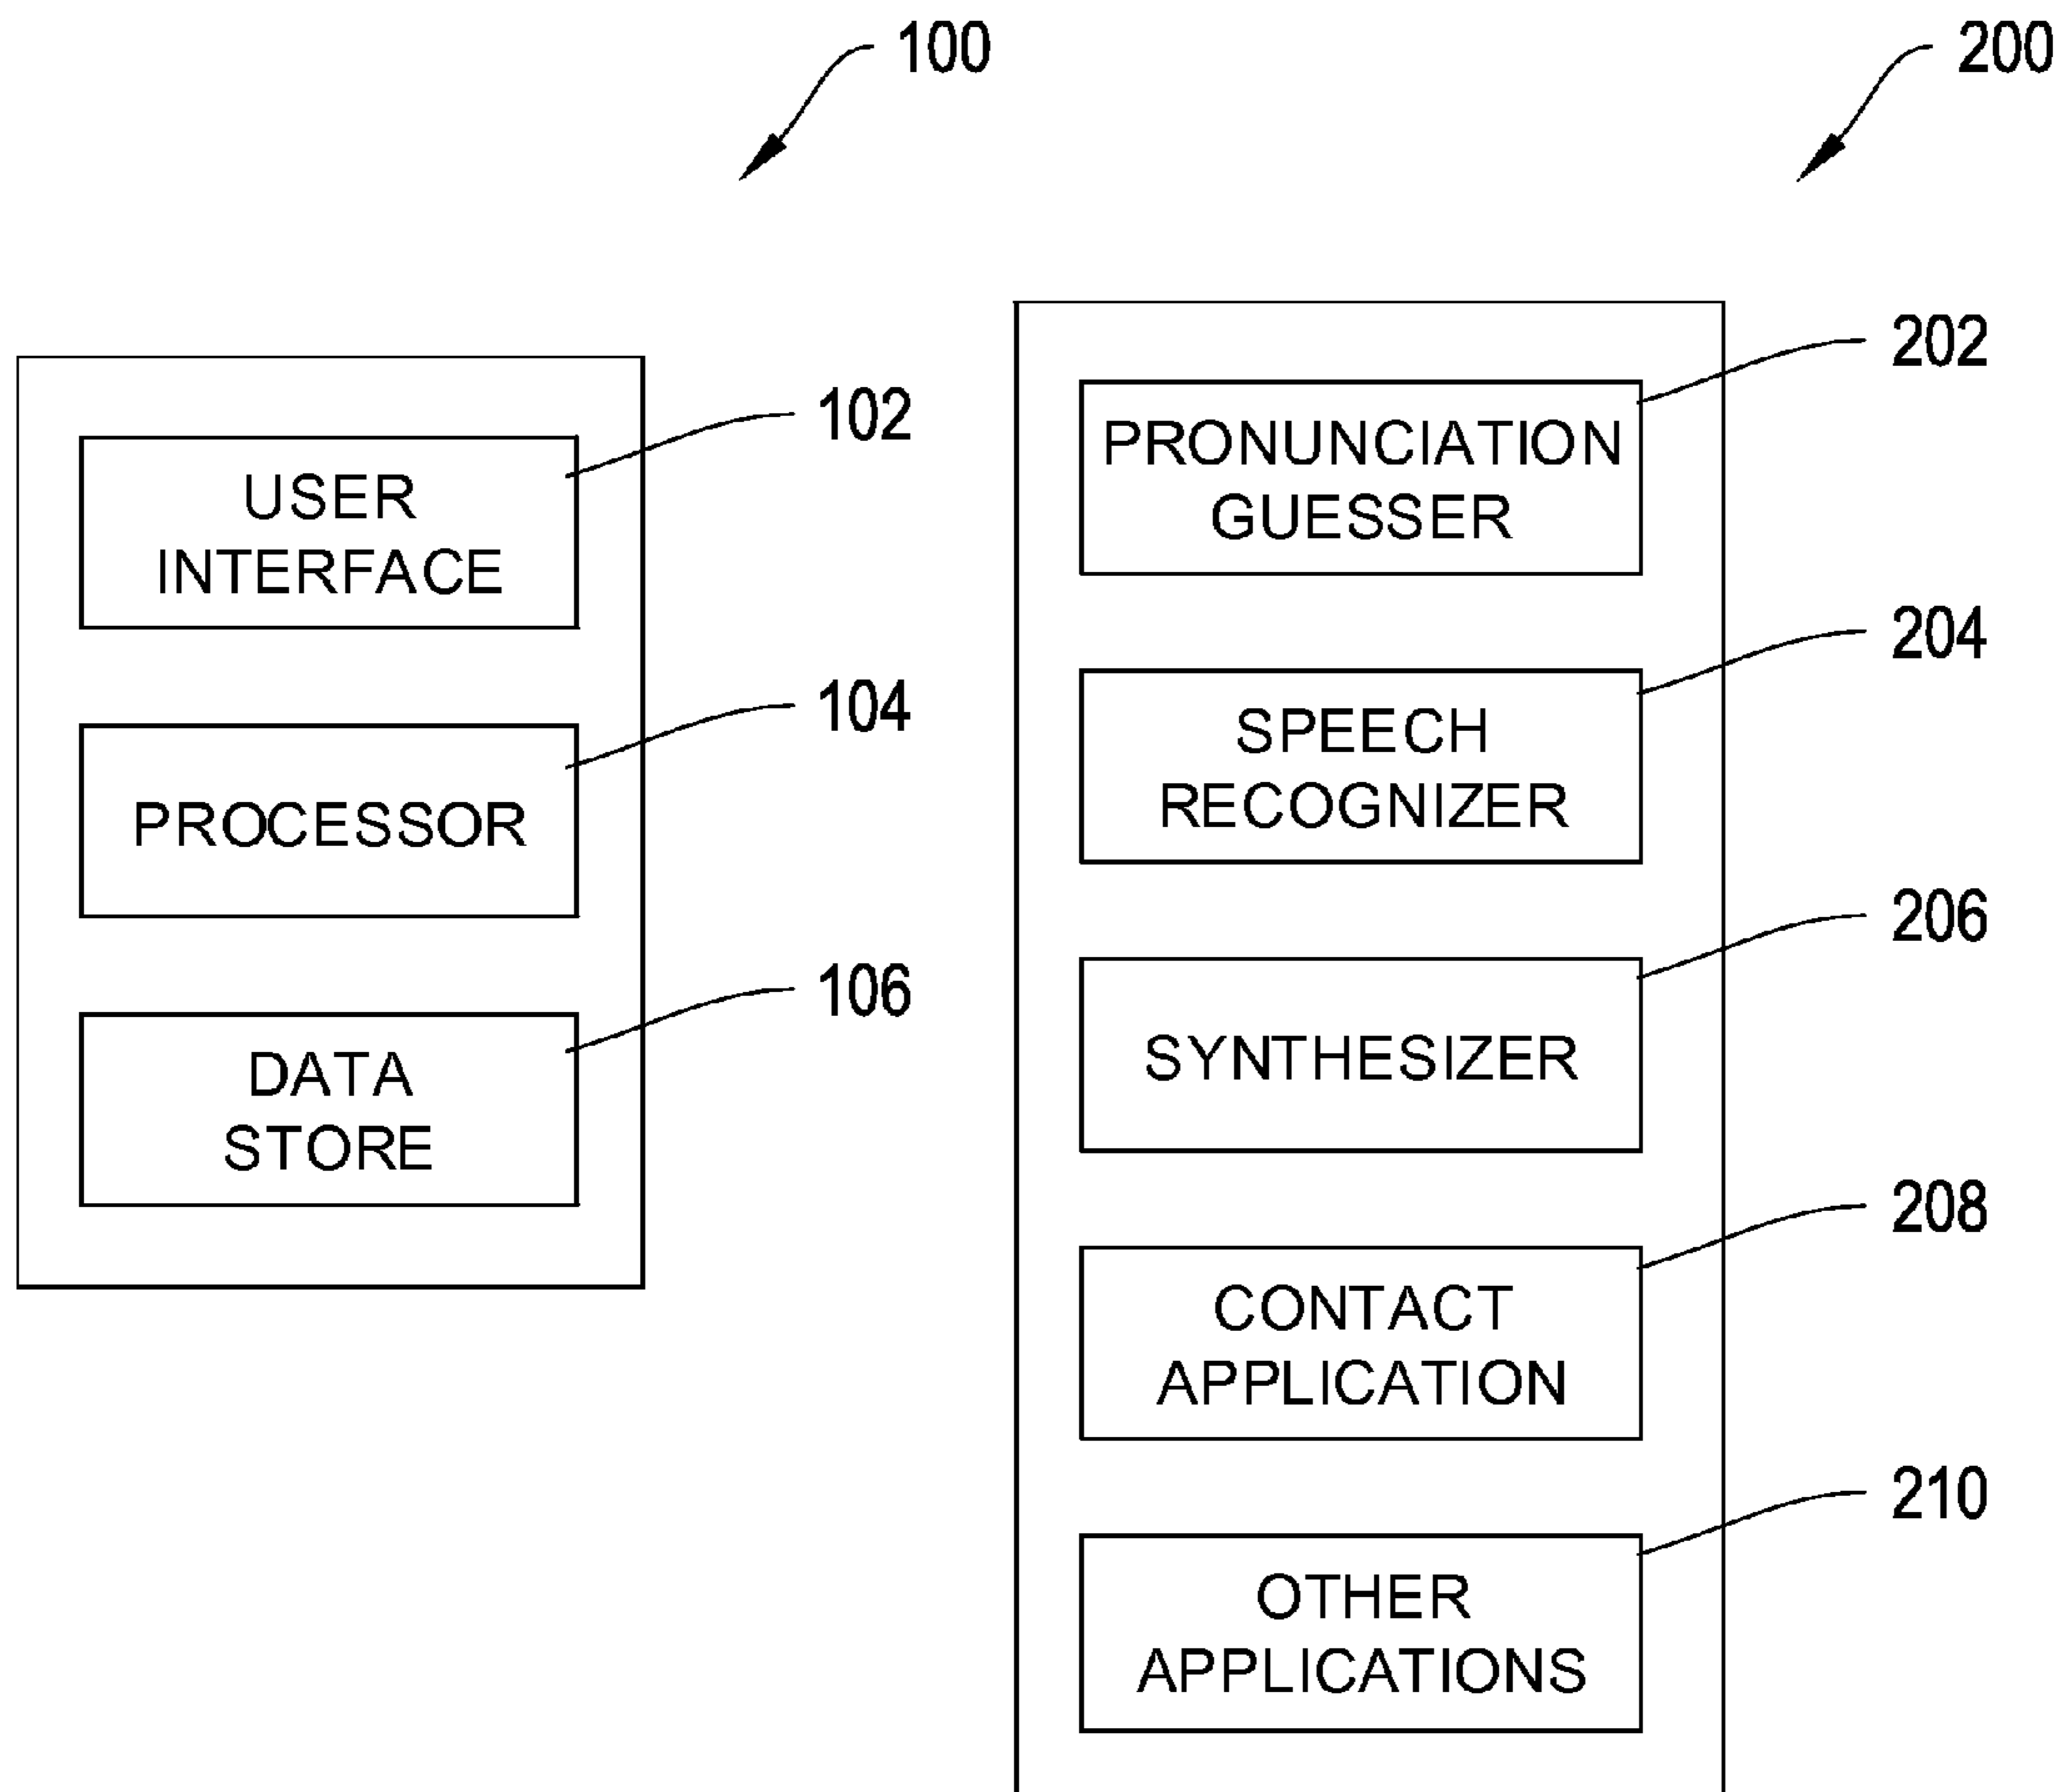 100
200
102
USER
INTERFACE
104
PROCESSOR
106
DATA
STORE
202
PRONUNCIATION
GUESSER
204
SPEECH
RECOGNIZER
206
SYNTHESIZER
208
CONTACT
APPLICATION
210
OTHER
APPLICATIONS